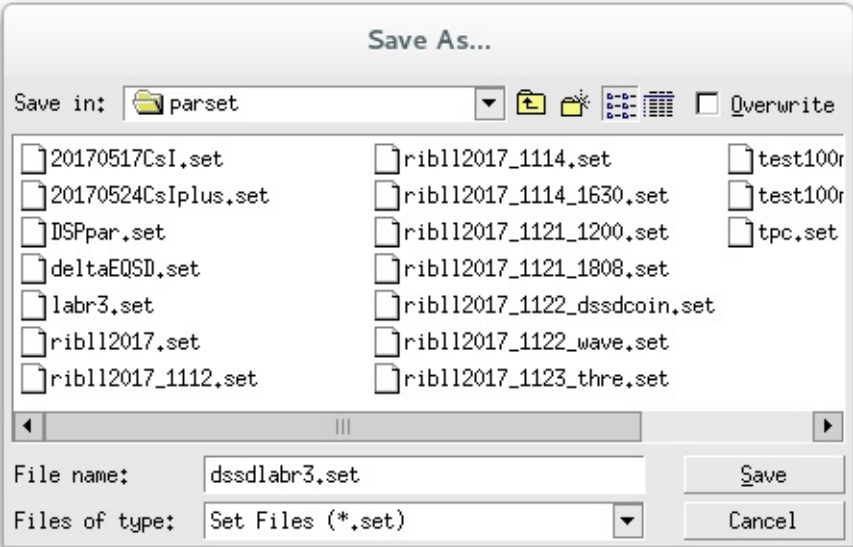 Save As...
Save in: parset Overwrite
20170517CsI.set
20170524CsIplus.set
DSPpar.set
deltaEQSD.set
labr3.set
ribll2017.set
ribll2017_1112.set
ribll2017_1114.set
ribll2017_1114_1630.set
ribll2017_1121_1200.set
ribll2017_1121_1808.set
ribll2017_1122_dssdcoin.set
ribll2017_1122_wave.set
ribll2017_1123_thre.set
test100
test100
tpc.set
File name: dssdlabr3.set Save
Files of type: Set Files (*.set) Cancel